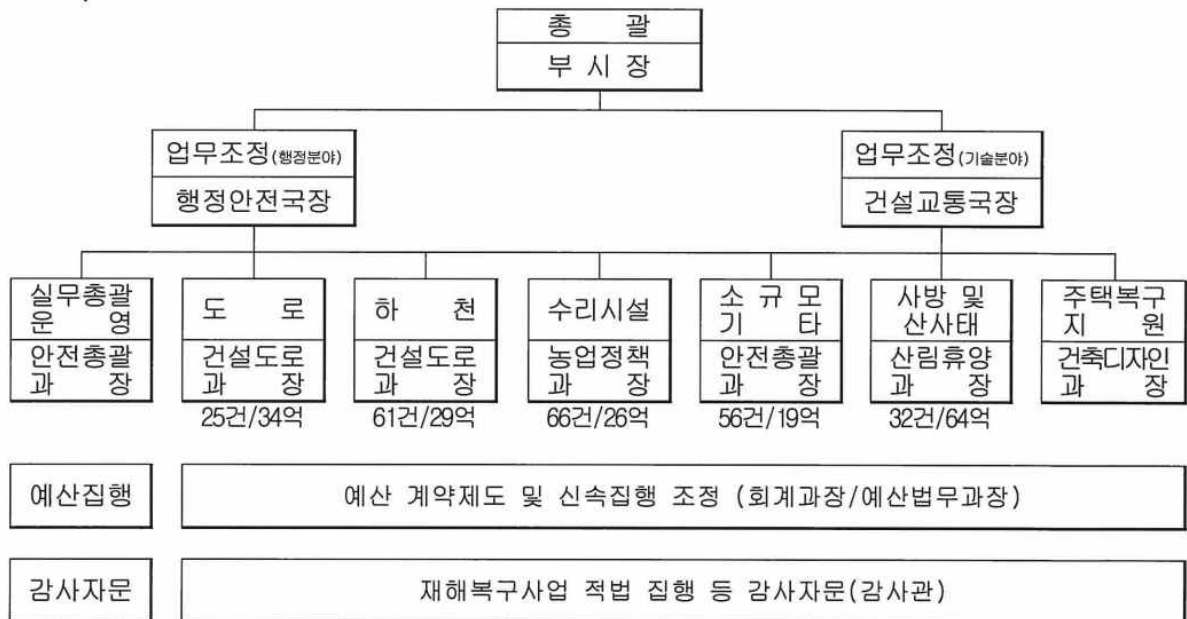 총 괄
부 시 장
업무조정(행정분야)
행정안전국장
업무조정(기술분야)
건설교통국장
실무총괄
운 영
안전총괄
과 장
도 로
건설도로
과 장
25건/34억
하 천
건설도로
과 장
61건/29억
수리시설
농업정책
과 장
66건/26억
소 규 모
기 타
안전총괄
과 장
56건/19억
사방 및
산사태
산림휴양
과 장
32건/64억
주택복구
지 원
건축디자인
과 장
예산집행
예산 계약제도 및 신속집행 조정 (회계과장/예산법무과장)
감사자문
재해복구사업 적법 집행 등 감사자문(감사관)